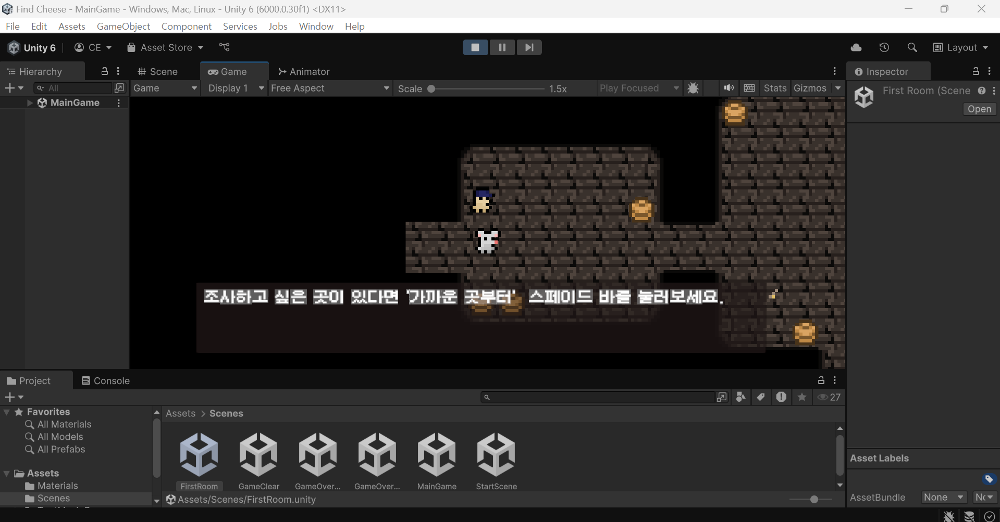 Find Cheese - MainGame - Windows, Mac, Linux - Unity 6 (6000.0.30f1) <DX11>
File Edit Assets GameObject Component Services Jobs Window Help
Unity 6 CE Asset Store Layout
Hierarchy Scene Game Animator Inspector
All Game Display 1 Free Aspect Scale 1.5x Play Focused Stats Gizmos
First Room (Scene
MainGame
Open
조사하고 싶은 곳이 있다면 '가까운 곳부터' 스페이드 바를 눌러보세요.
Project Console
27
Favorites
All Materials
All Models
All Prefabs
Assets
Materials
Scenes
Assets > Scenes
FirstRoom GameClear GameOver... GameOver... MainGame StartScene
Assets/Scenes/FirstRoom.unity
Asset Labels
AssetBundle None